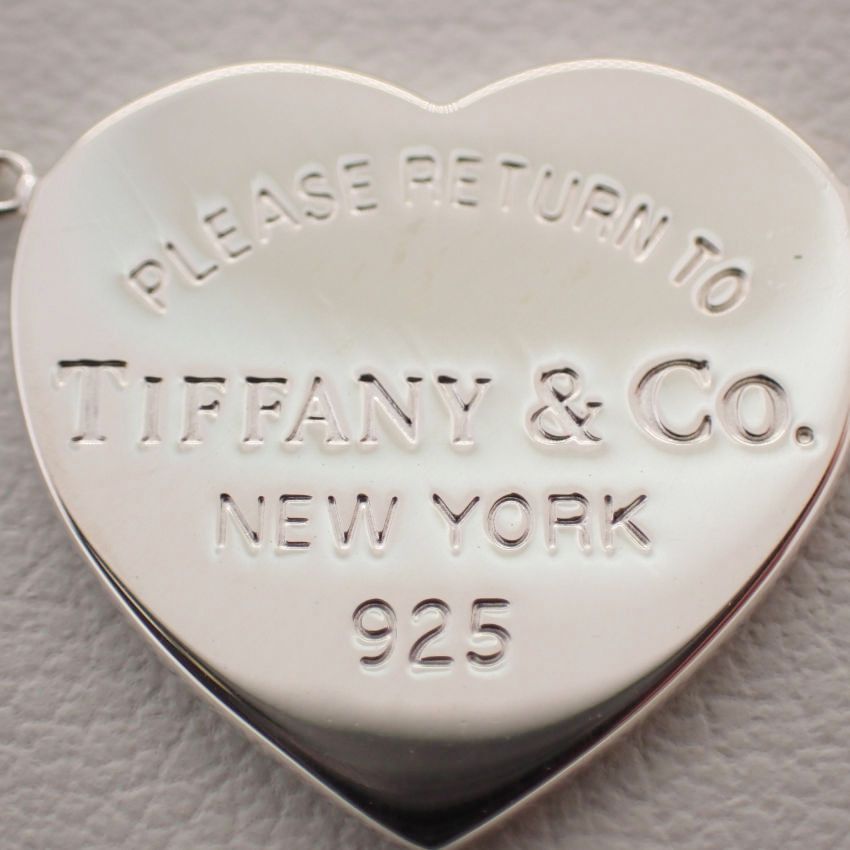 PLEASE RETURN TO
TIFFANY & CO.
NEW YORK
925